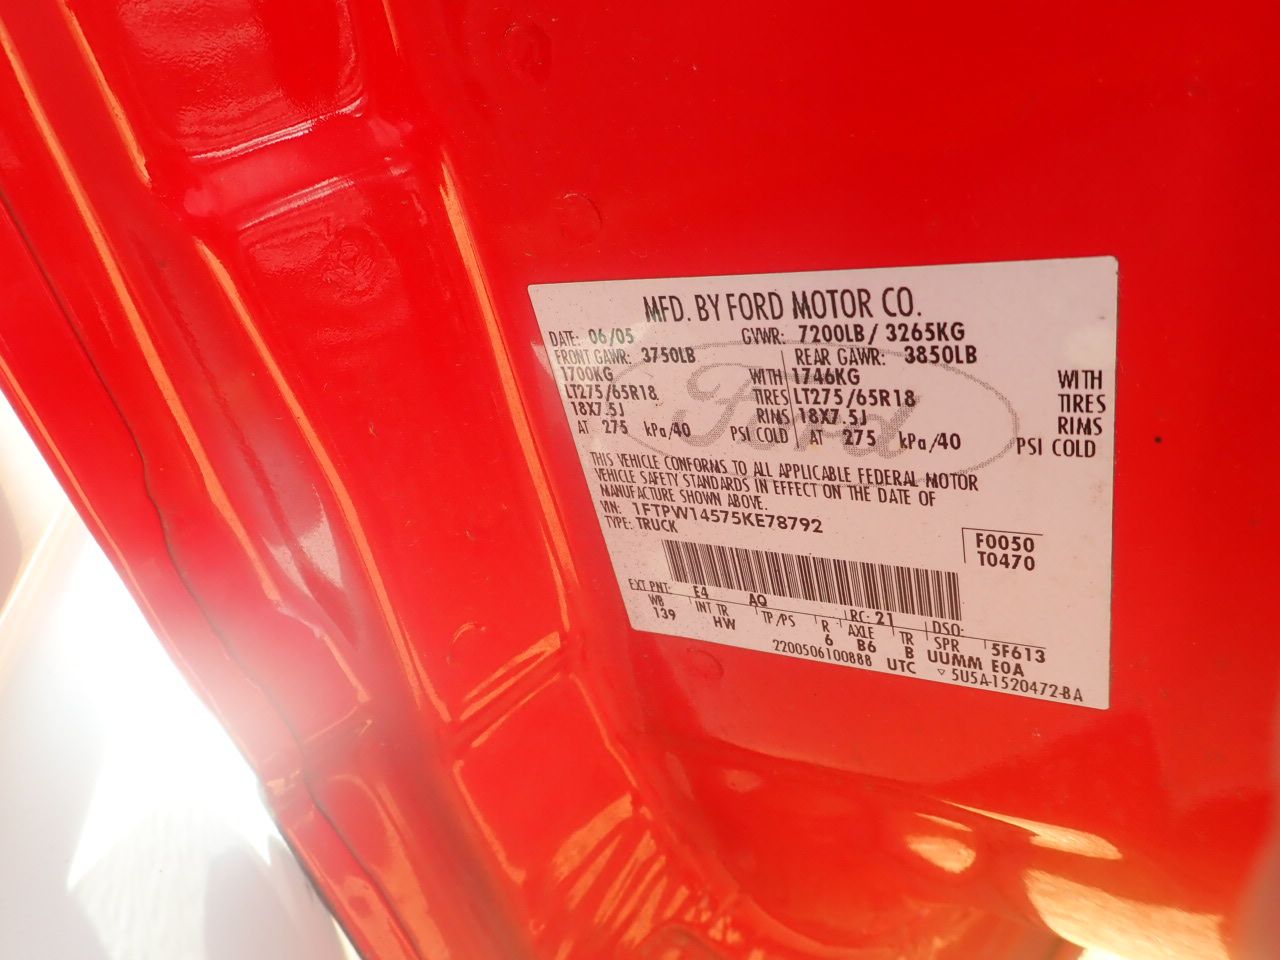 MFD. BY FORD MOTOR CO.
DATE: 06/05 GVWR: 7200LB/ 3265KG
FRONT GAWR: 3750LB REAR GAWR: 3850LB
1700KG WITH 1746KG WITH
LT275/65R18 TIRES LT275/65R18 TIRES
18X7.5J RIMS 18X7.5J RIMS
AT 275 kPa/40 PSI COLD AT 275 kPa/40 PSI COLD
Ford
THIS VEHICLE CONFORMS TO ALL APPLICABLE FEDERAL MOTOR
VEHICLE SAFETY STANDARDS IN EFFECT ON THE DATE OF
MANUFACTURE SHOWN ABOVE.
VIN: 1FTPW14575KE78792
TYPE: TRUCK
F0050
T0470
EXT PNT: E4 AQ RC: 21 DSO:
WB INT TR TP/PS R AXLE TR SPR 5F613
139 HW 6 B6 B UUMM E0A
2200506100888 UTC ▽ 5U5A-1520472-BA